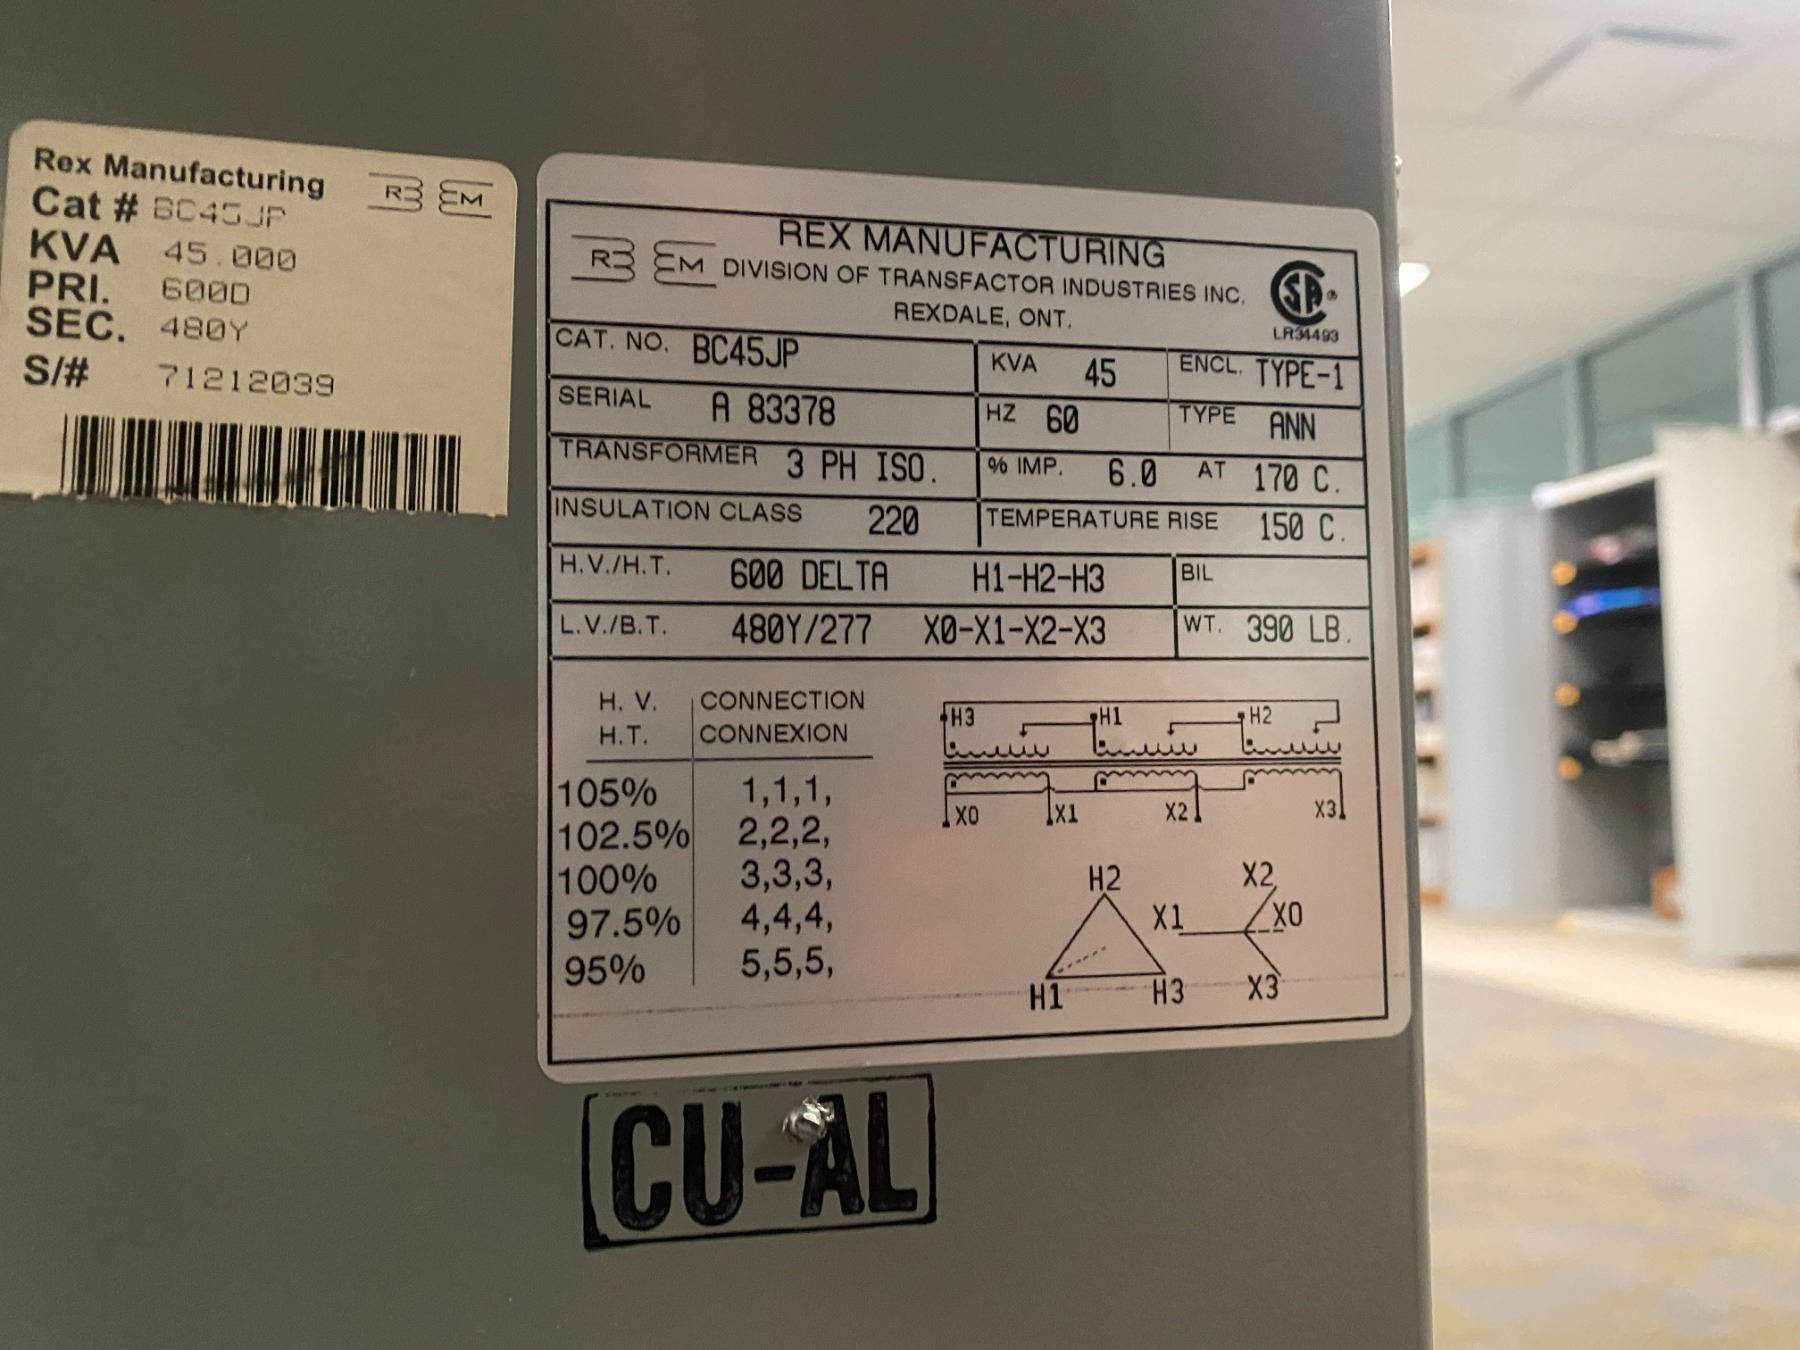 Rex Manufacturing
R EM
Cat # BC45JP
KVA 45.000
PRI. 600D
SEC. 480Y
S/# 71212039
R EM
REX MANUFACTURING
DIVISION OF TRANSFACTOR INDUSTRIES INC.
REXDALE, ONT.
SA ®
LR34493
CAT. NO. BC45JP
KVA 45
ENCL. TYPE-1
SERIAL A 83378
HZ 60
TYPE ANN
TRANSFORMER 3 PH ISO.
% IMP. 6.0 AT 170 C.
INSULATION CLASS 220
TEMPERATURE RISE 150 C.
H.V./H.T. 600 DELTA H1-H2-H3
BIL
L.V./B.T. 480Y/277 X0-X1-X2-X3
WT. 390 LB.
H. V. CONNECTION
H.T. CONNEXION
105% 1,1,1,
102.5% 2,2,2,
100% 3,3,3,
97.5% 4,4,4,
95% 5,5,5,
H3 H1 H2
X0 X1 X2 X3
H2
H1 H3
X2
X1 X0
X3
CU-AL